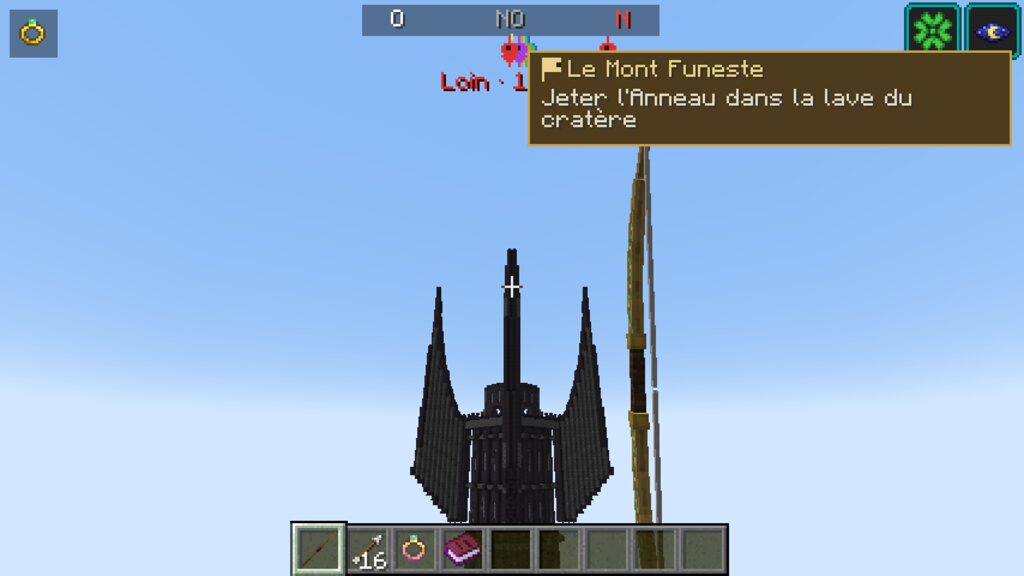 O NO N
Loin · 1
Le Mont Funeste
Jeter l'Anneau dans la lave du
cratère
16